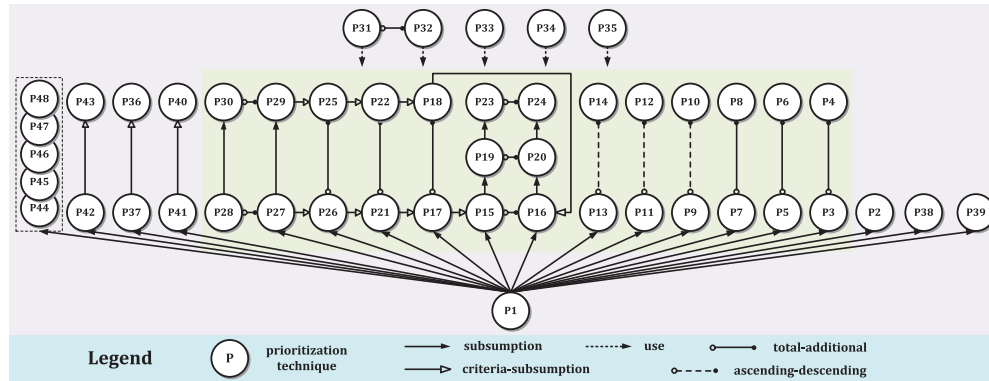 P31 P32 P33 P34 P35
P48 P43 P36 P40 P30 P29 P25 P22 P18 P23 P24 P14 P12 P10 P8 P6 P4
P47
P46 P19 P20
P45
P44 P42 P37 P41 P28 P27 P26 P21 P17 P15 P16 P13 P11 P9 P7 P5 P3 P2 P38 P39
P1
Legend P prioritization technique subsumption use total-additional
criteria-subsumption ascending-descending